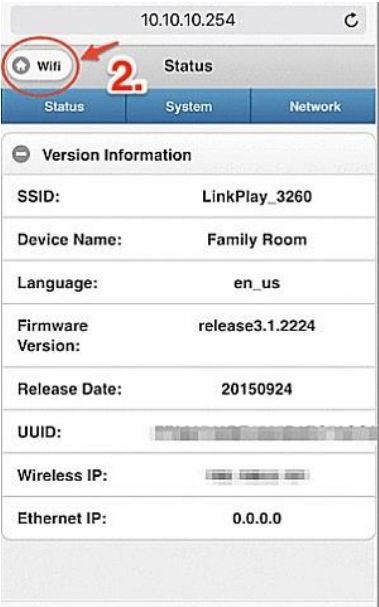 10.10.10.254
Wifi
2.
Status
Status System Network
Version Information
SSID: LinkPlay_3260
Device Name: Family Room
Language: en_us
Firmware Version: release3.1.2224
Release Date: 20150924
UUID:
Wireless IP:
Ethernet IP: 0.0.0.0